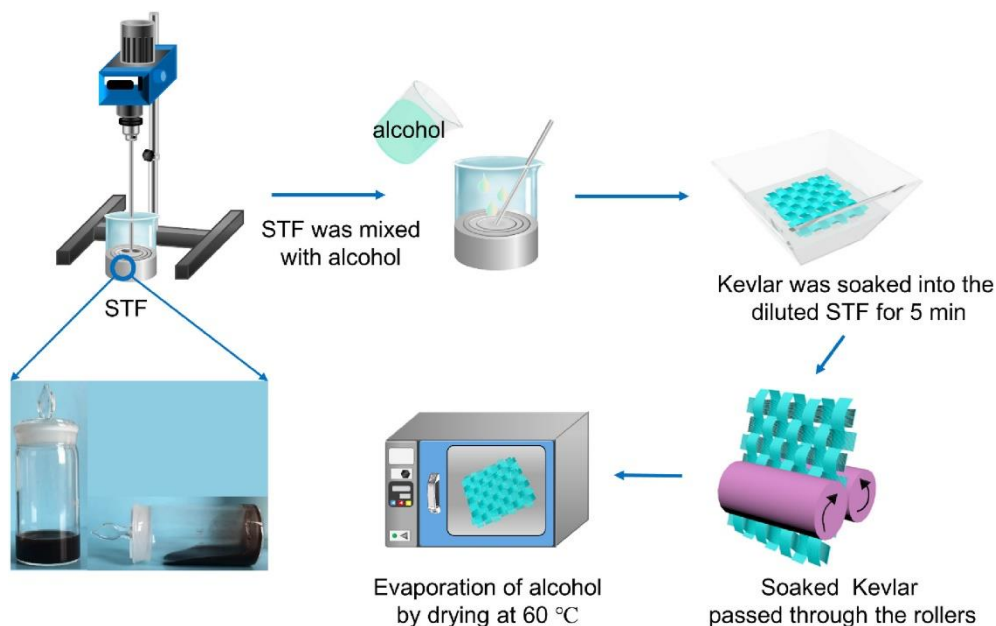 alcohol
STF was mixed
with alcohol
STF
Kevlar was soaked into the
diluted STF for 5 min
Soaked Kevlar
passed through the rollers
Evaporation of alcohol
by drying at 60 ℃